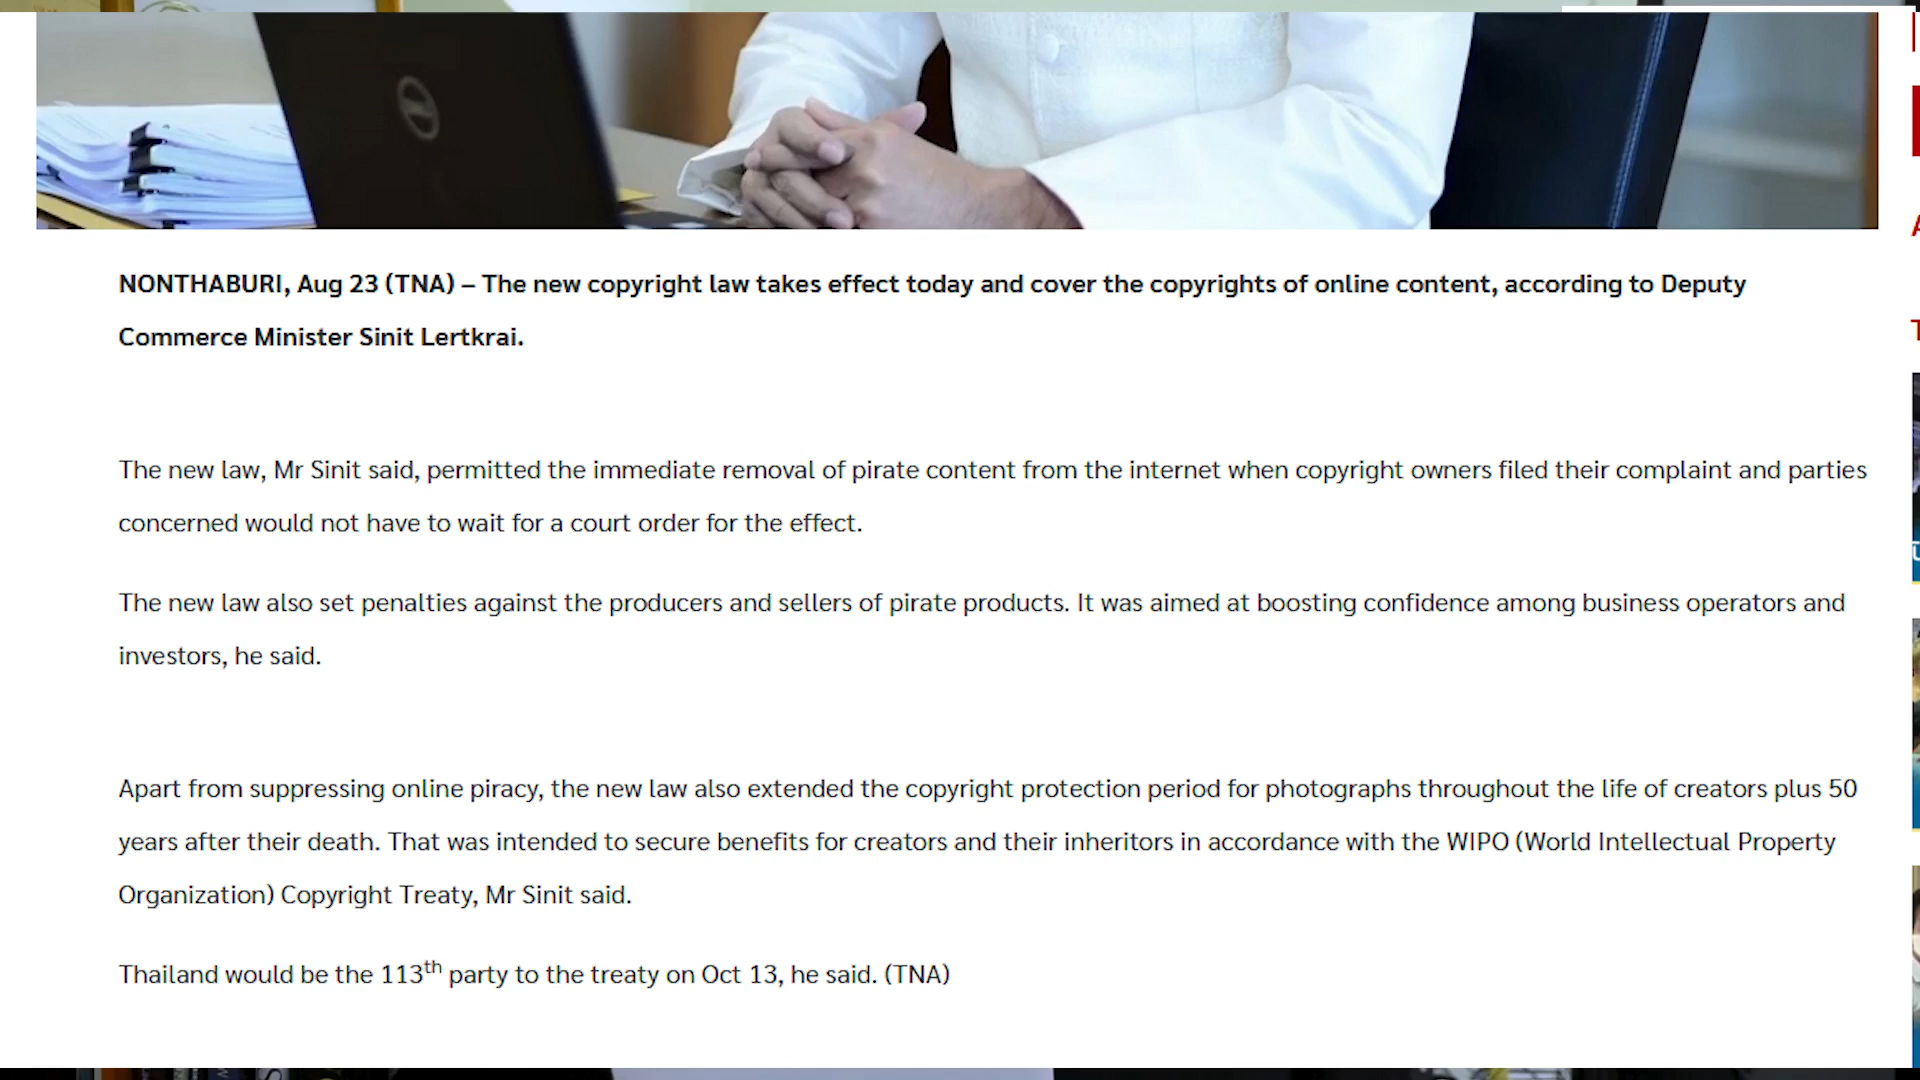 NONTHABURI, Aug 23 (TNA) – The new copyright law takes effect today and cover the copyrights of online content, according to Deputy
Commerce Minister Sinit Lertkrai.
The new law, Mr Sinit said, permitted the immediate removal of pirate content from the internet when copyright owners filed their complaint and parties
concerned would not have to wait for a court order for the effect.
The new law also set penalties against the producers and sellers of pirate products. It was aimed at boosting confidence among business operators and
investors, he said.
Apart from suppressing online piracy, the new law also extended the copyright protection period for photographs throughout the life of creators plus 50
years after their death. That was intended to secure benefits for creators and their inheritors in accordance with the WIPO (World Intellectual Property
Organization) Copyright Treaty, Mr Sinit said.
Thailand would be the 113th party to the treaty on Oct 13, he said. (TNA)